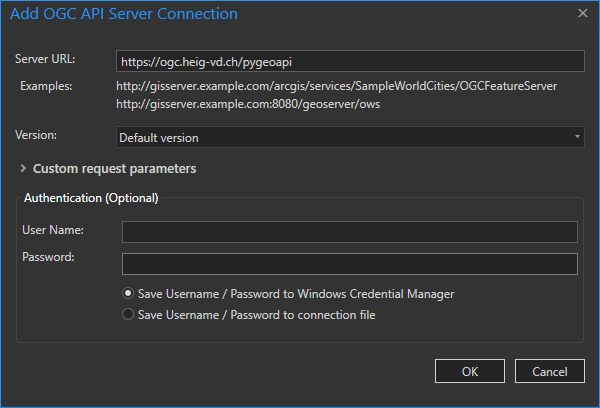 Add OGC API Server Connection
Server URL: https://ogc.heig-vd.ch/pygeoapi
Examples: http://gisserver.example.com/arcgis/services/SampleWorldCities/OGCFeatureServer
http://gisserver.example.com:8080/geoserver/ows
Version: Default version
Custom request parameters
Authentication (Optional)
User Name:
Password:
Save Username / Password to Windows Credential Manager
Save Username / Password to connection file
OK Cancel